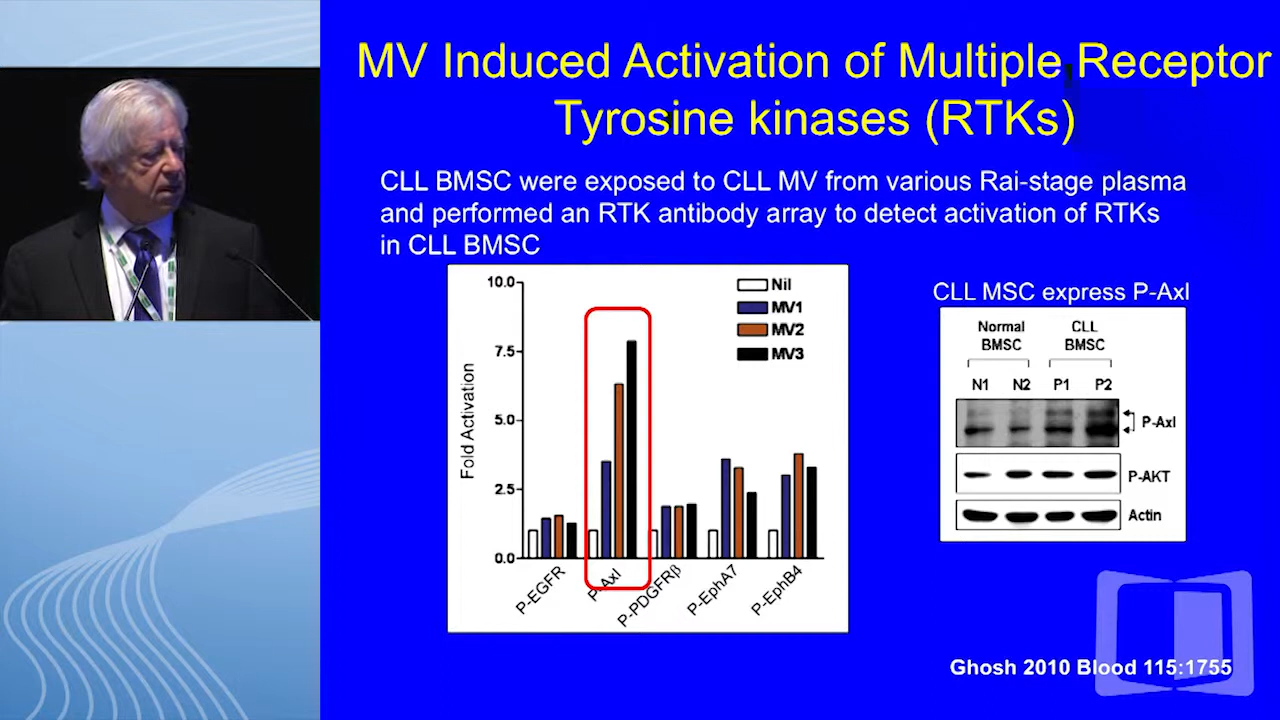 MV Induced Activation of Multiple Receptor
Tyrosine kinases (RTKs)
CLL BMSC were exposed to CLL MV from various Rai-stage plasma
and performed an RTK antibody array to detect activation of RTKs
in CLL BMSC
10.0
7.5
5.0
2.5
0.0
Fold Activation
Nil
MV1
MV2
MV3
P-EGFR
P-Axl
P-PDGFRβ
P-EphA7
P-EphB4
CLL MSC express P-Axl
Normal BMSC
CLL BMSC
N1 N2 P1 P2
P-Axl
P-AKT
Actin
Ghosh 2010 Blood 115:1755